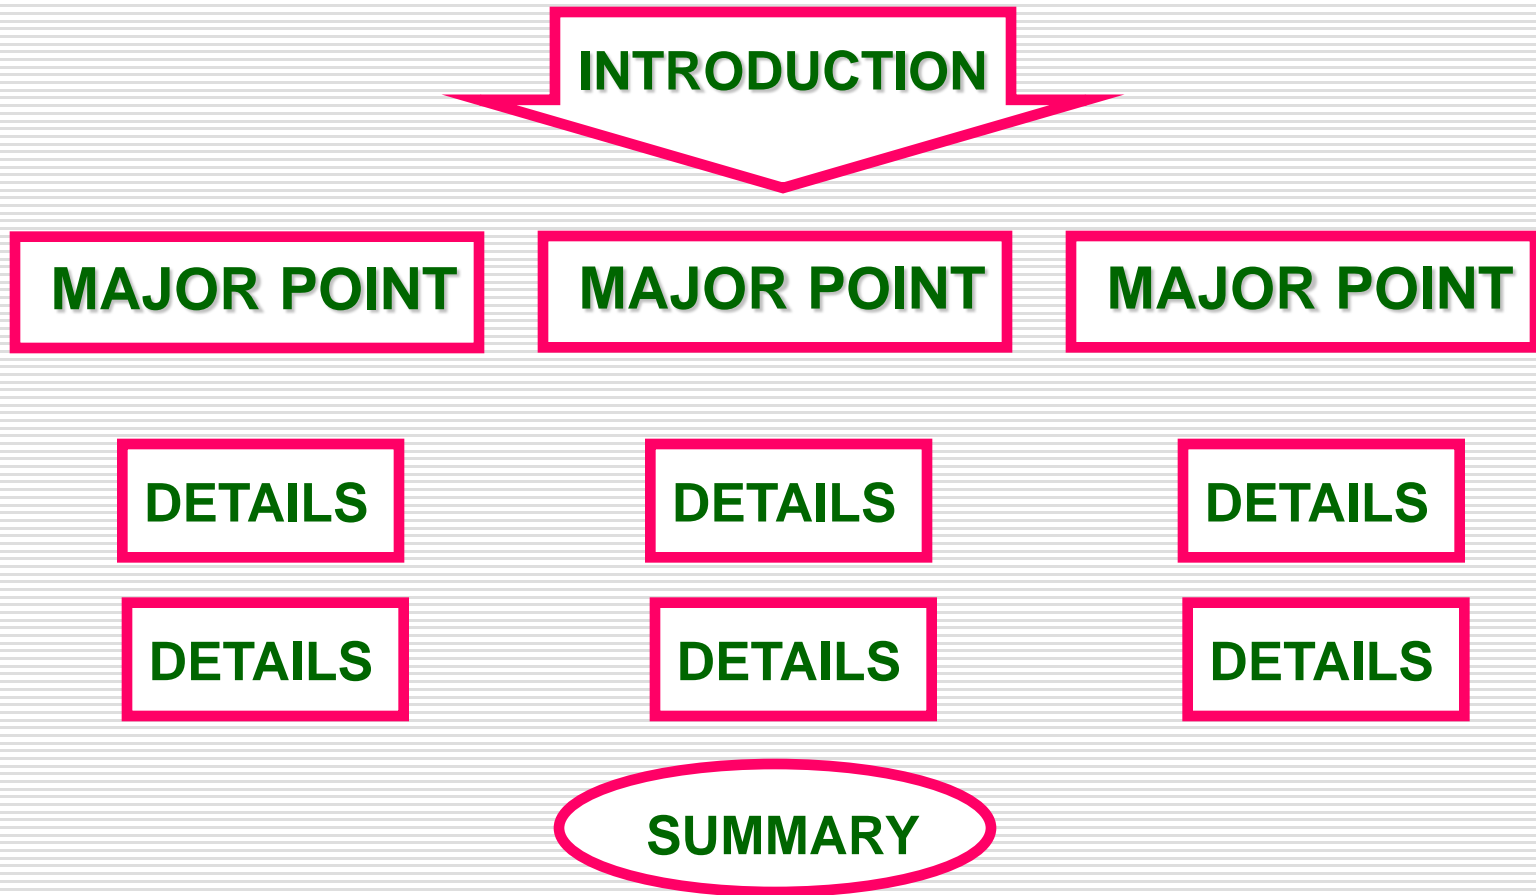 INTRODUCTION
MAJOR POINT MAJOR POINT MAJOR POINT
DETAILS DETAILS DETAILS
DETAILS DETAILS DETAILS
SUMMARY